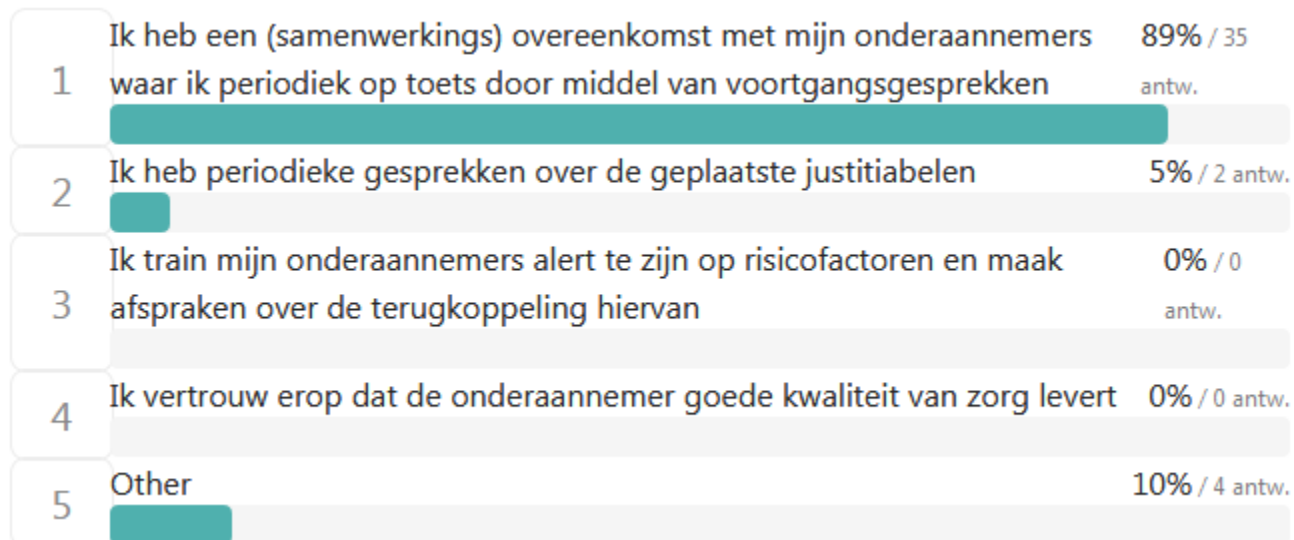 1
Ik heb een (samenwerkings) overeenkomst met mijn onderaannemers 89% / 35
waar ik periodiek op toets door middel van voortgangsgesprekken antw.
2
Ik heb periodieke gesprekken over de geplaatste justitiabelen 5% / 2 antw.
3
Ik train mijn onderaannemers alert te zijn op risicofactoren en maak 0% / 0
afspraken over de terugkoppeling hiervan antw.
4
Ik vertrouw erop dat de onderaannemer goede kwaliteit van zorg levert 0% / 0 antw.
5
Other 10% / 4 antw.